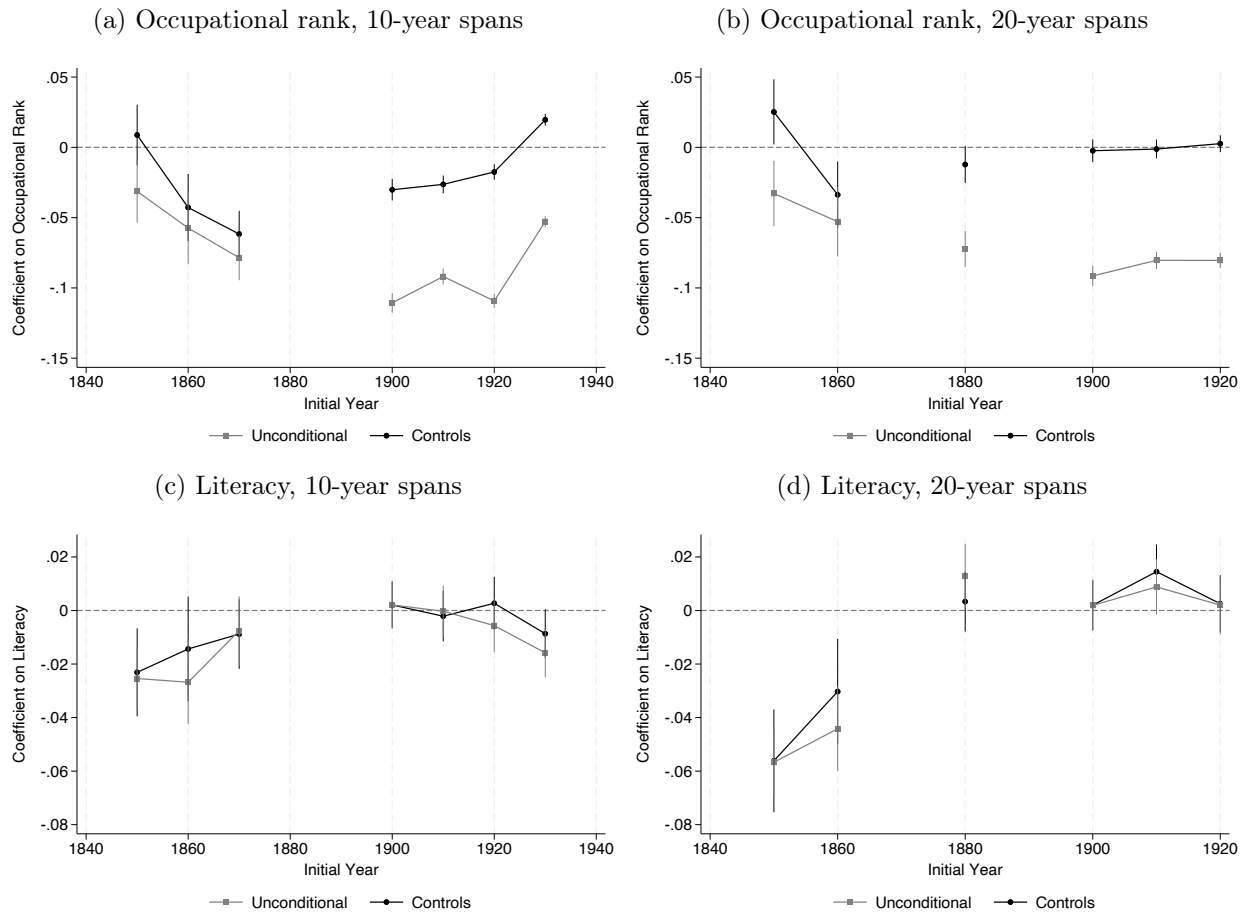 (a) Occupational rank, 10-year spans
.05
0
-.05
-.1
-.15
Coefficient on Occupational Rank
1840 1860 1880 1900 1920 1940
Initial Year
Unconditional Controls
(b) Occupational rank, 20-year spans
.05
0
-.05
-.1
-.15
Coefficient on Occupational Rank
1840 1860 1880 1900 1920
Initial Year
Unconditional Controls
(c) Literacy, 10-year spans
.02
0
-.02
-.04
-.06
-.08
Coefficient on Literacy
1840 1860 1880 1900 1920 1940
Initial Year
Unconditional Controls
(d) Literacy, 20-year spans
.02
0
-.02
-.04
-.06
-.08
Coefficient on Literacy
1840 1860 1880 1900 1920
Initial Year
Unconditional Controls